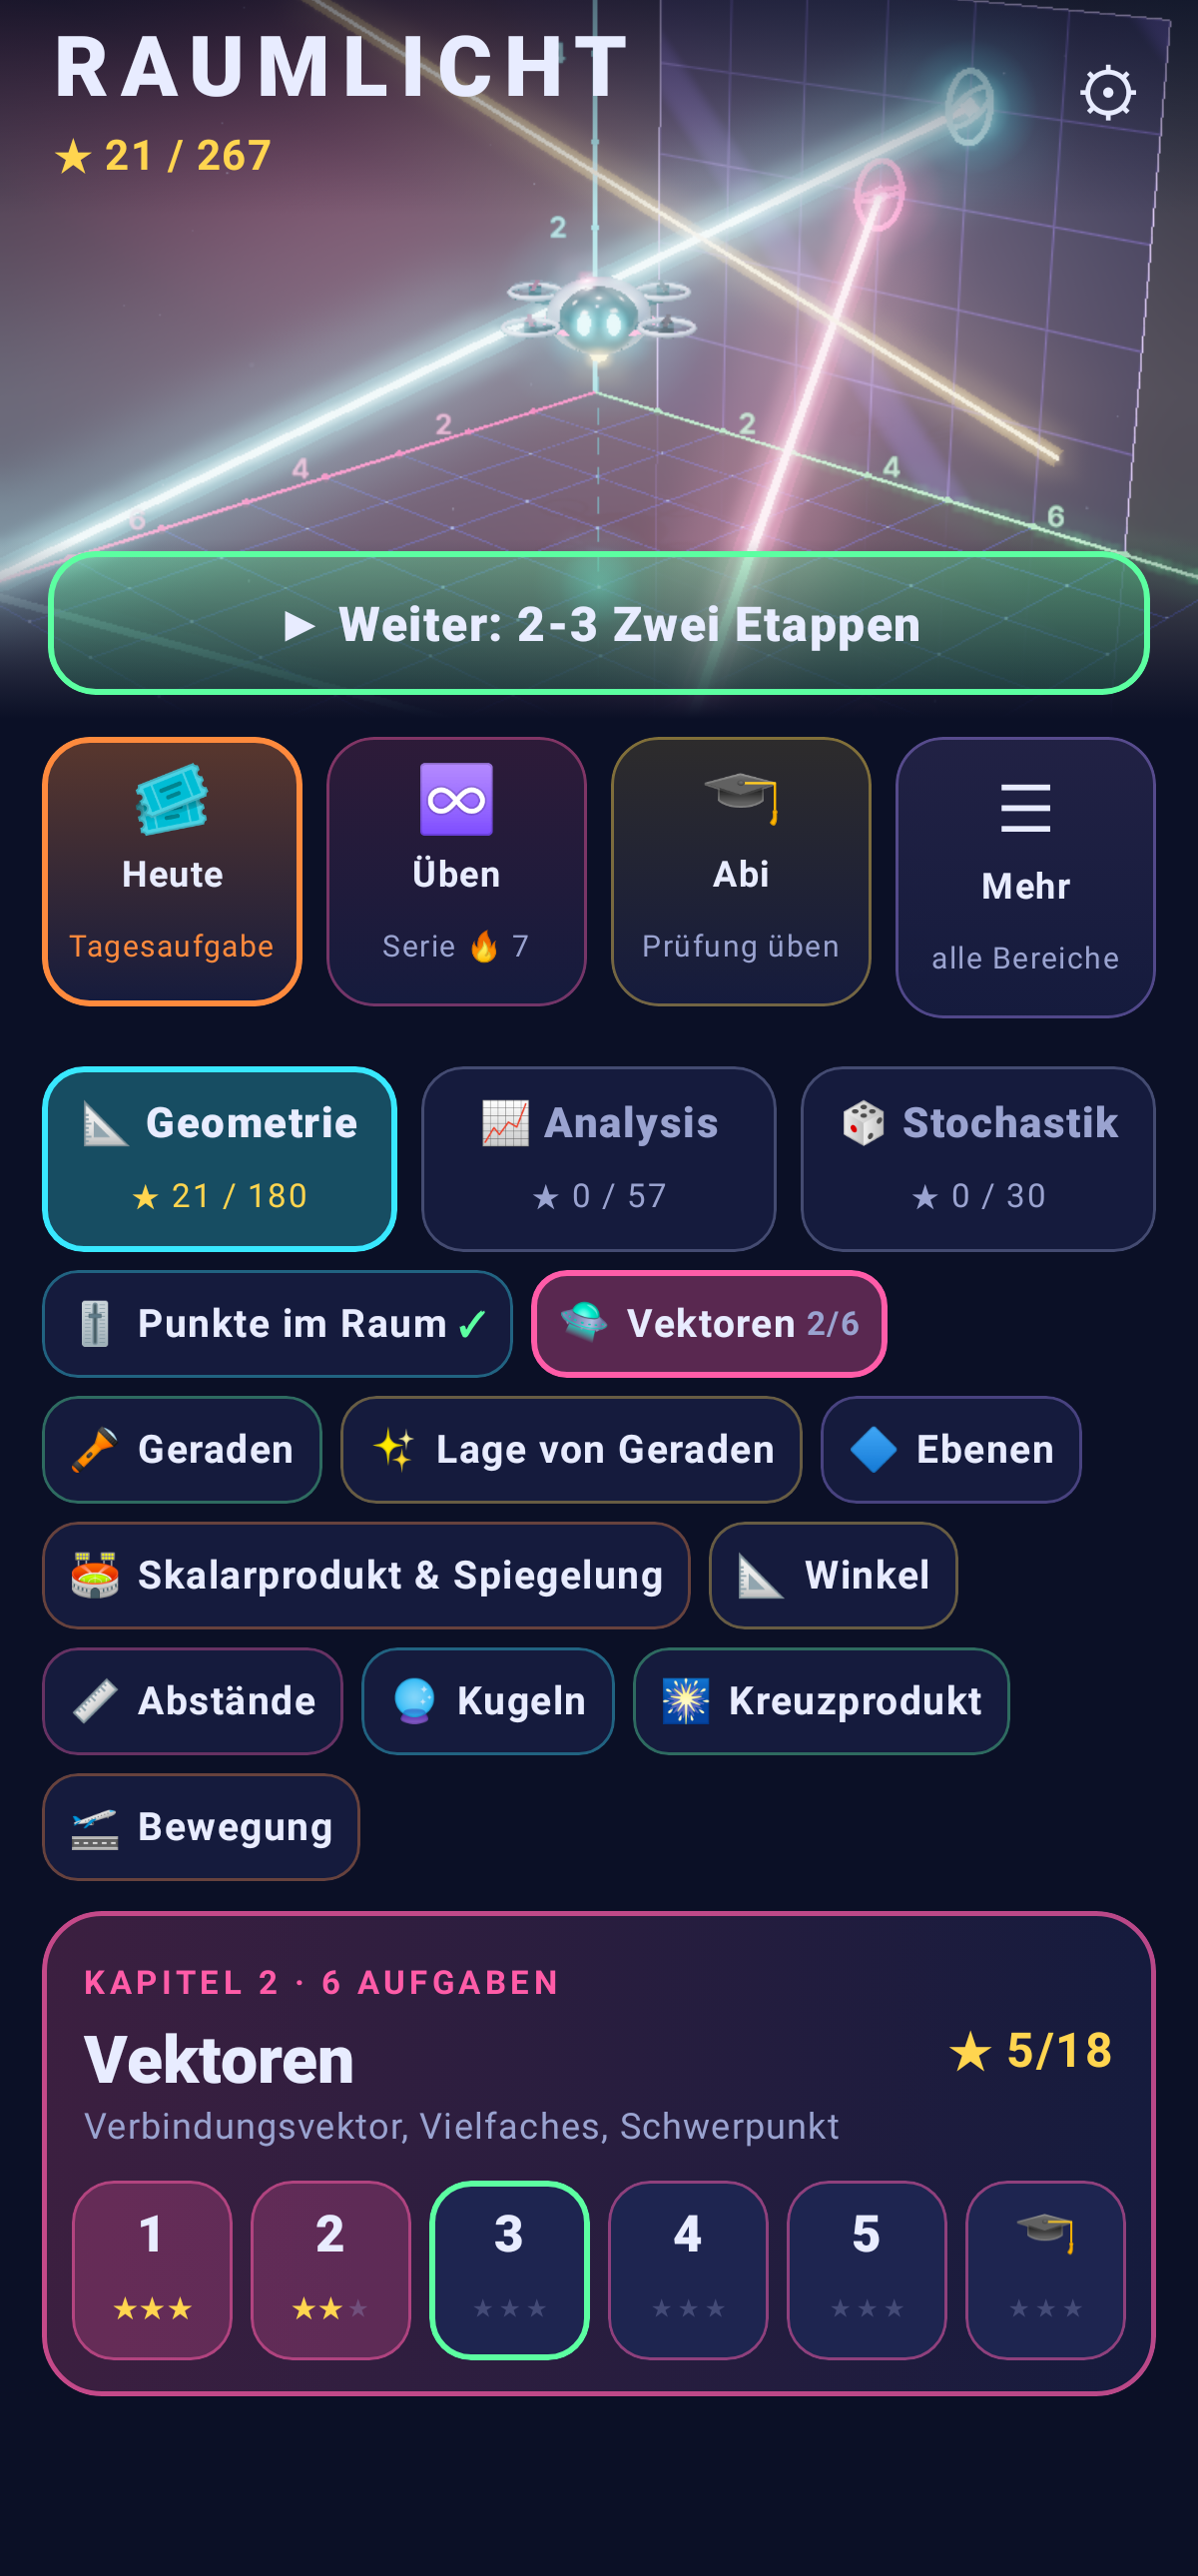 RAUMLICHT
★ 21 / 267
4
2
2
4
6
2
4
6
► Weiter: 2-3 Zwei Etappen
Heute
Tagesaufgabe
Üben
Serie 🔥 7
Abi
Prüfung üben
Mehr
alle Bereiche
Geometrie
★ 21 / 180
Analysis
★ 0 / 57
Stochastik
★ 0 / 30
Punkte im Raum ✓
Vektoren 2/6
Geraden
Lage von Geraden
Ebenen
Skalarprodukt & Spiegelung
Winkel
Abstände
Kugeln
Kreuzprodukt
Bewegung
KAPITEL 2 · 6 AUFGABEN
Vektoren
★ 5/18
Verbindungsvektor, Vielfaches, Schwerpunkt
1
★★★
2
★★★
3
★★★
4
★★★
5
★★★
★★★